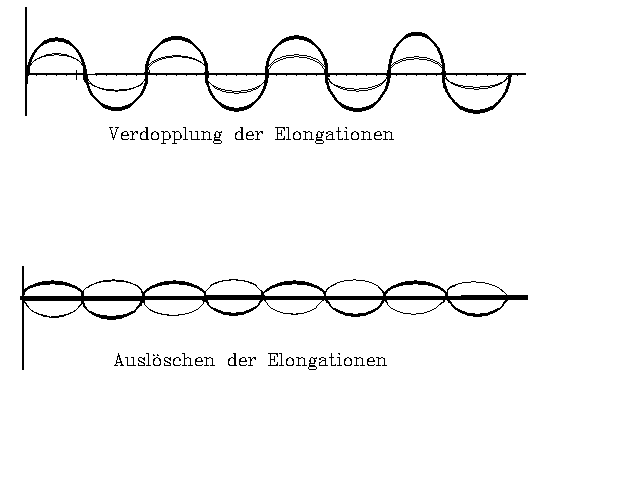 Verdopplung der Elongationen
Auslöschen der Elongationen